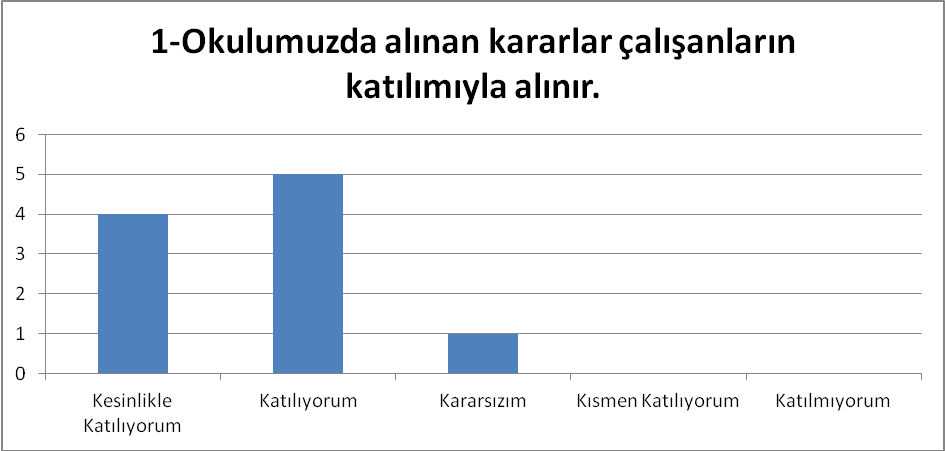 1-Okulumuzda alınan kararlar çalışanların
katılımıyla alınır.
6
5
4
3
2
1
0
Kesinlikle
Katılıyorum
Katılıyorum
Kararsızım
Kısmen Katılıyorum
Katılmıyorum